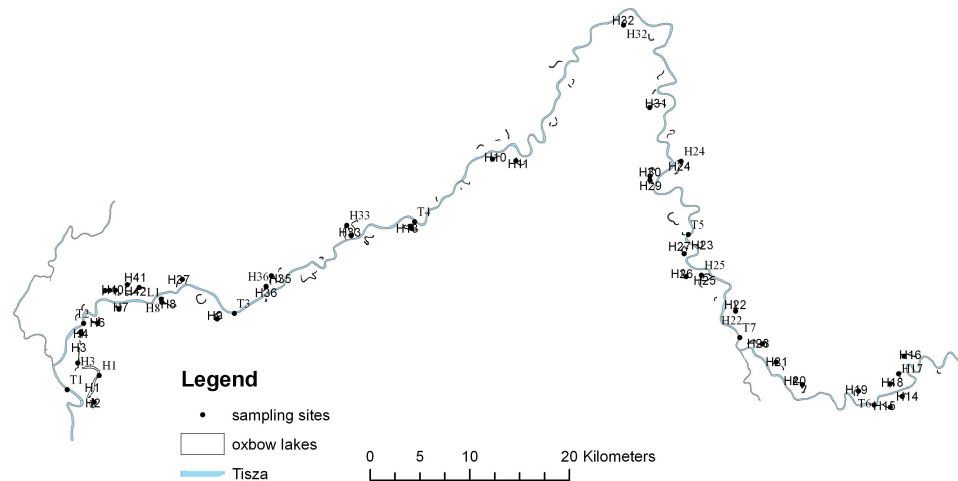 H32
H32
H31
H24
H24
H10
H11
H30
H29
H33
H33
T4
T5
H27
H23
H26
H25
H25
H41
H42
L1
H37
H36
H35
H36
H7
H8
H8
H9
T3
T2
H6
H4
H3
H3
H1
T1
H1
H2
H22
H22
T7
H28
H21
H20
H16
H17
H18
H19
H14
T6
H15
Legend
sampling sites
oxbow lakes
Tisza
0 5 10 20 Kilometers